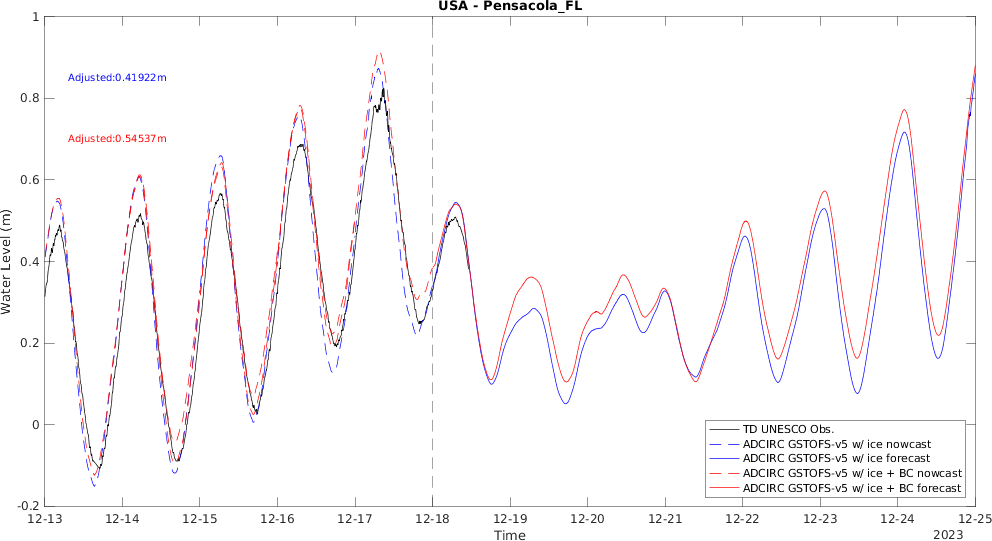 USA - Pensacola_FL
1
0.8
0.6
0.4
0.2
0
-0.2
Water Level (m)
Adjusted:0.41922m
Adjusted:0.54537m
TD UNESCO Obs.
ADCIRC GSTOFS-v5 w/ ice nowcast
ADCIRC GSTOFS-v5 w/ ice forecast
ADCIRC GSTOFS-v5 w/ ice + BC nowcast
ADCIRC GSTOFS-v5 w/ ice + BC forecast
12-13 12-14 12-15 12-16 12-17 12-18 12-19 12-20 12-21 12-22 12-23 12-24 12-25
Time
2023